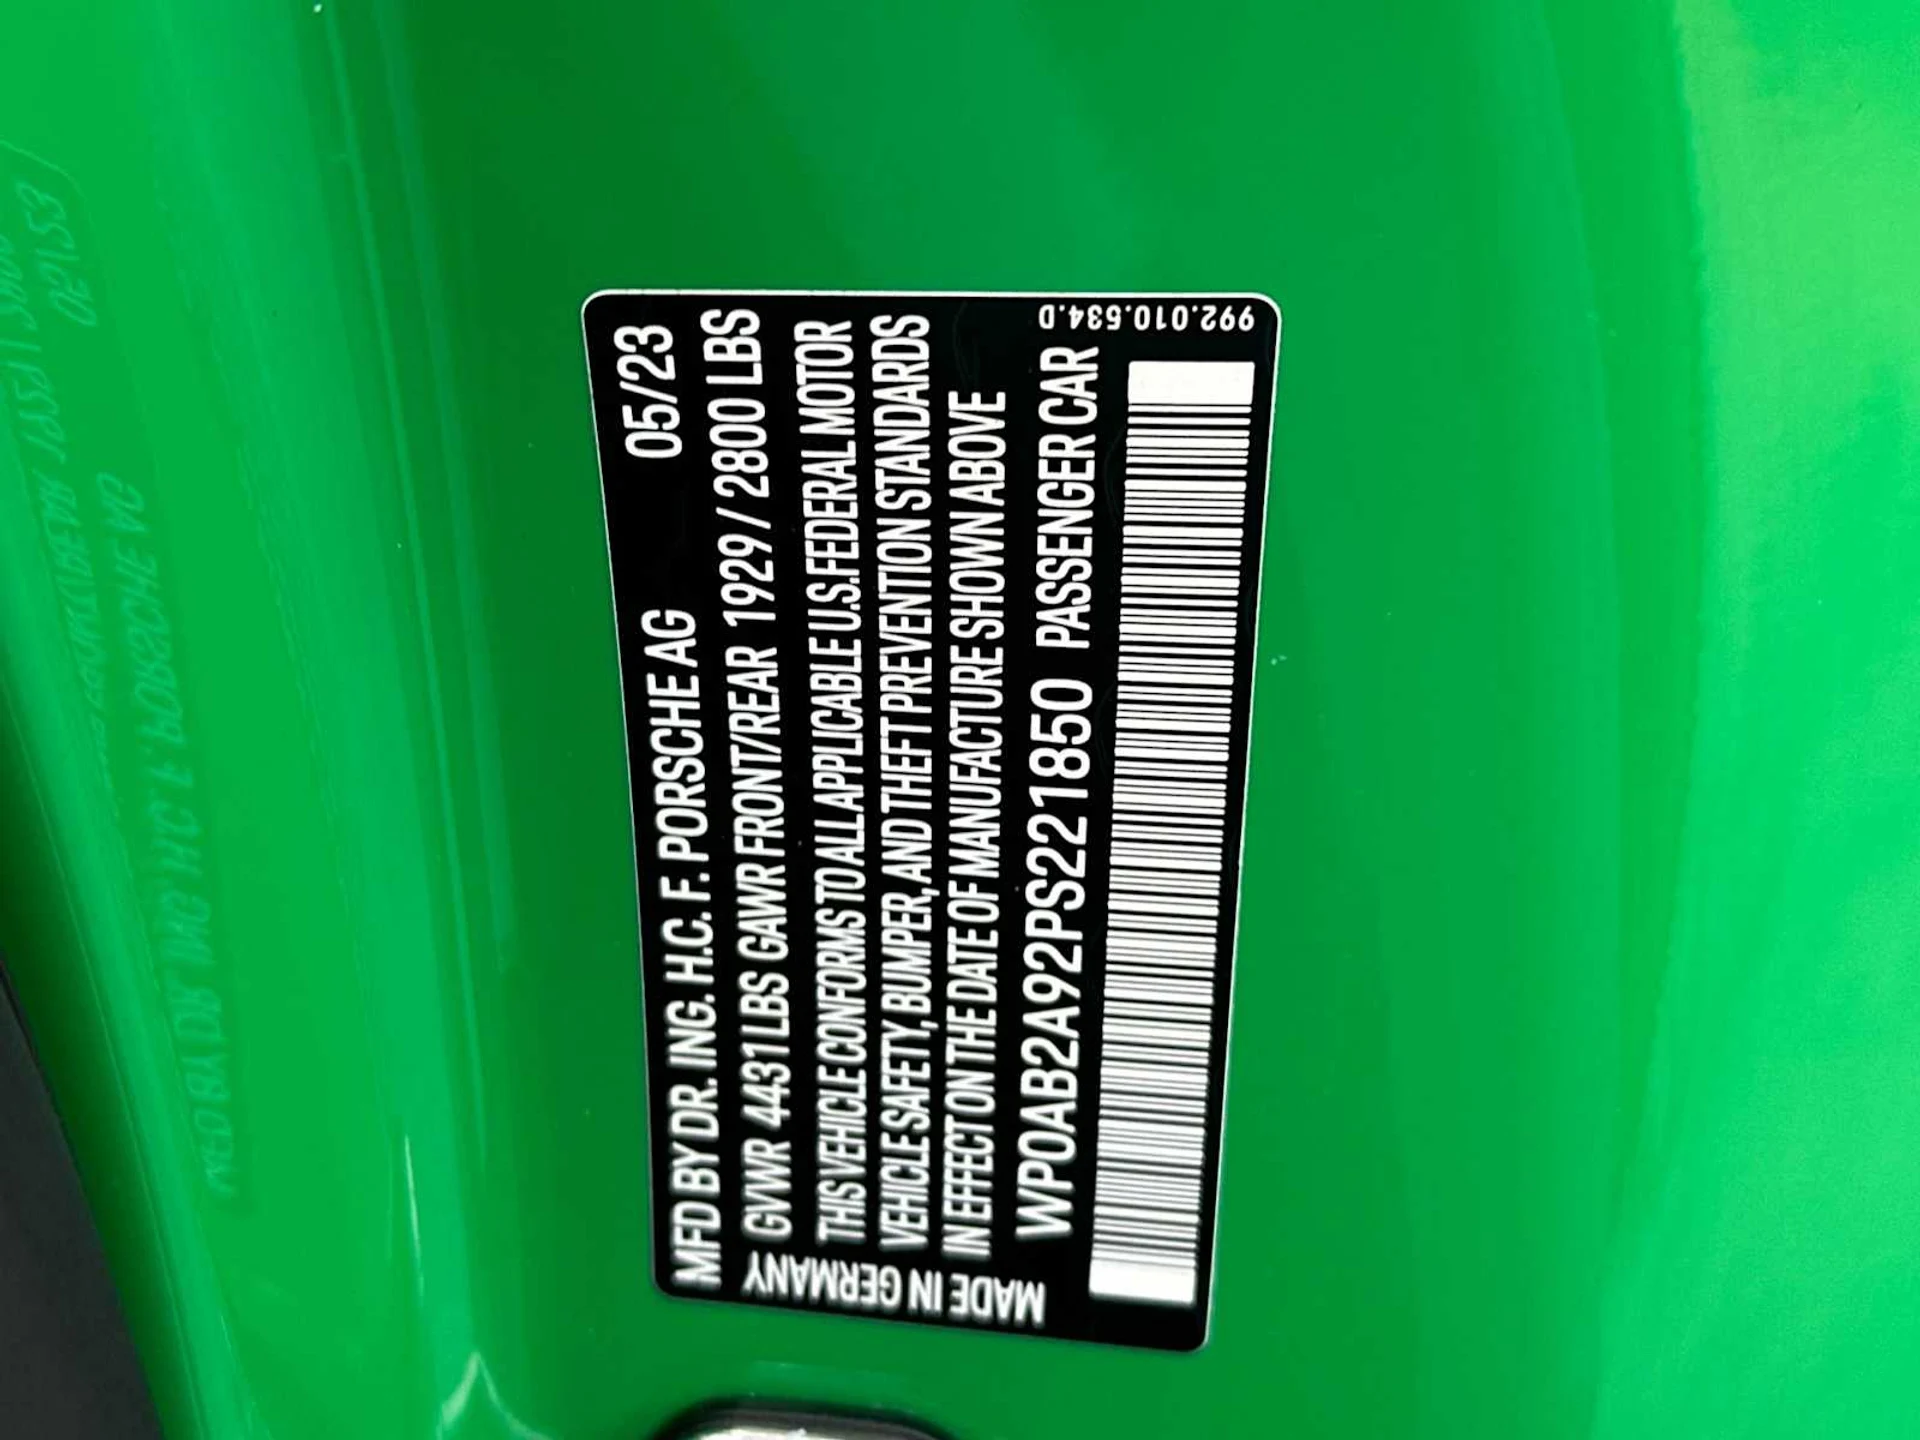 MFD BY DR. ING. H.C. F. PORSCHE AG 05/23
GVWR 4431 LBS GAWR FRONT/REAR 1929 / 2800 LBS
THIS VEHICLE CONFORMS TO ALL APPLICABLE U.S. FEDERAL MOTOR
VEHICLE SAFETY, BUMPER, AND THEFT PREVENTION STANDARDS
IN EFFECT ON THE DATE OF MANUFACTURE SHOWN ABOVE
WP0AB2A92PS221850 PASSENGER CAR
MADE IN GERMANY
992.010.534.D